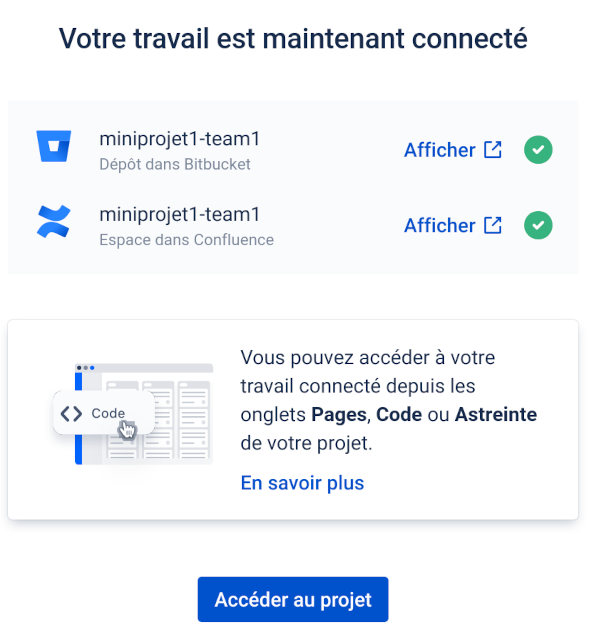 Votre travail est maintenant connecté
miniprojet1-team1
Dépôt dans Bitbucket
Afficher
miniprojet1-team1
Espace dans Confluence
Afficher
Code
Vous pouvez accéder à votre
travail connecté depuis les
onglets Pages, Code ou Astreinte
de votre projet.
En savoir plus
Accéder au projet